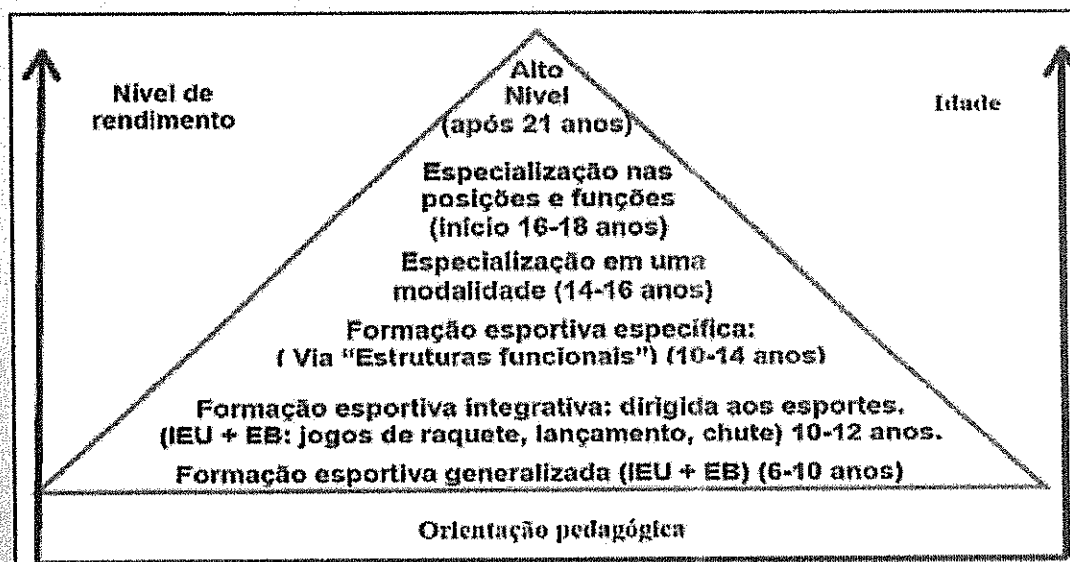 Nível de
rendimento
Idade
Alto
Nível
(após 21 anos)
Especialização nas
posições e funções
(início 16-18 anos)
Especialização em uma
modalidade (14-16 anos)
Formação esportiva específica:
( Via “Estruturas funcionais”) (10-14 anos)
Formação esportiva integrativa: dirigida aos esportes.
(IEU + EB: jogos de raquete, lançamento, chute) 10-12 anos.
Formação esportiva generalizada (IEU + EB) (6-10 anos)
Orientação pedagógica